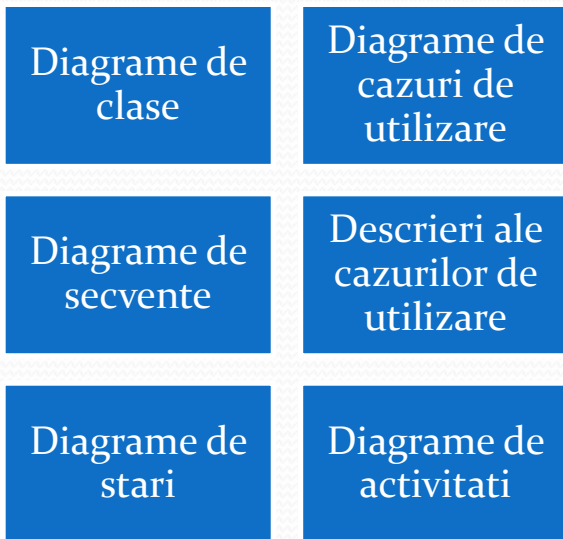 Diagrame de
clase
Diagrame de
cazuri de
utilizare
Diagrame de
secvente
Descrieri ale
cazurilor de
utilizare
Diagrame de
stari
Diagrame de
activitati